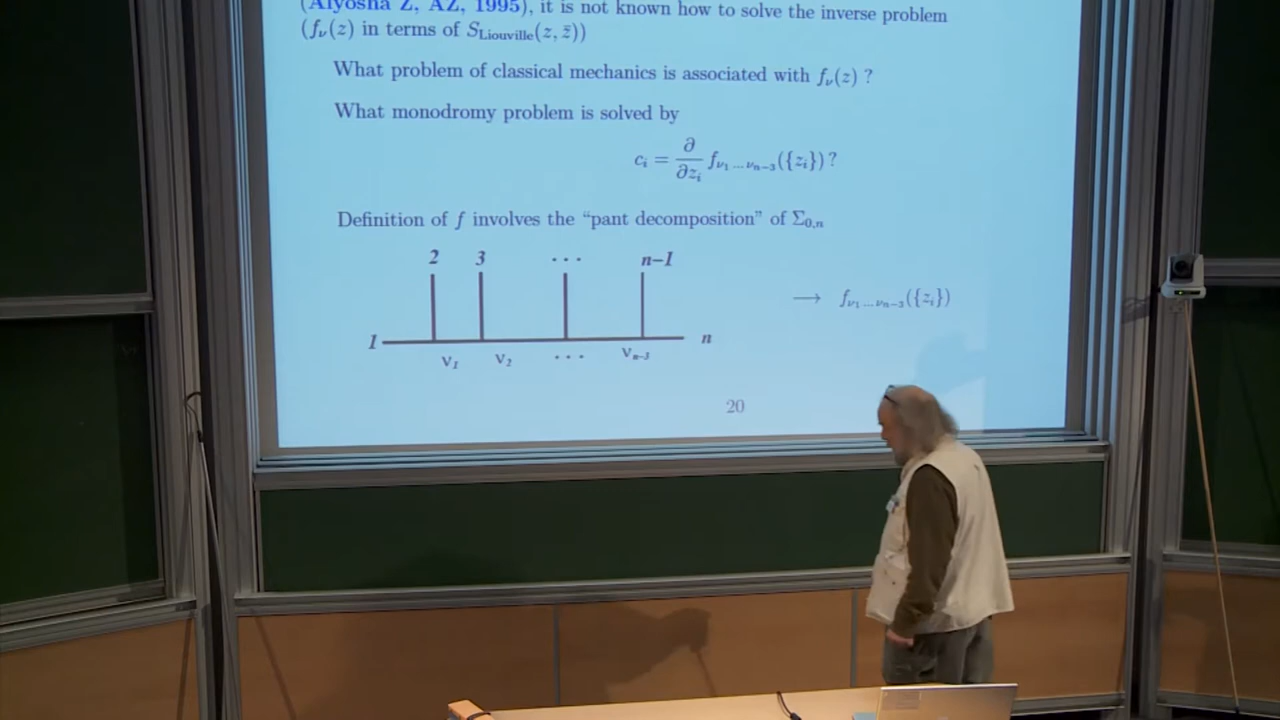 (Alyosha Z, AZ, 1995), it is not known how to solve the inverse problem
(f_ν(z) in terms of S_Liouville(z, z̄))
What problem of classical mechanics is associated with f_ν(z) ?
What monodromy problem is solved by
c_i = ∂/∂z_i f_{ν_1...ν_{n−3}}({z_i}) ?
Definition of f involves the “pant decomposition” of Σ_{0,n}
2 3 ... n−1
1 n
→ f_{ν_1...ν_{n−3}}({z_i})
ν_1 ν_2 ... ν_{n−3}
20